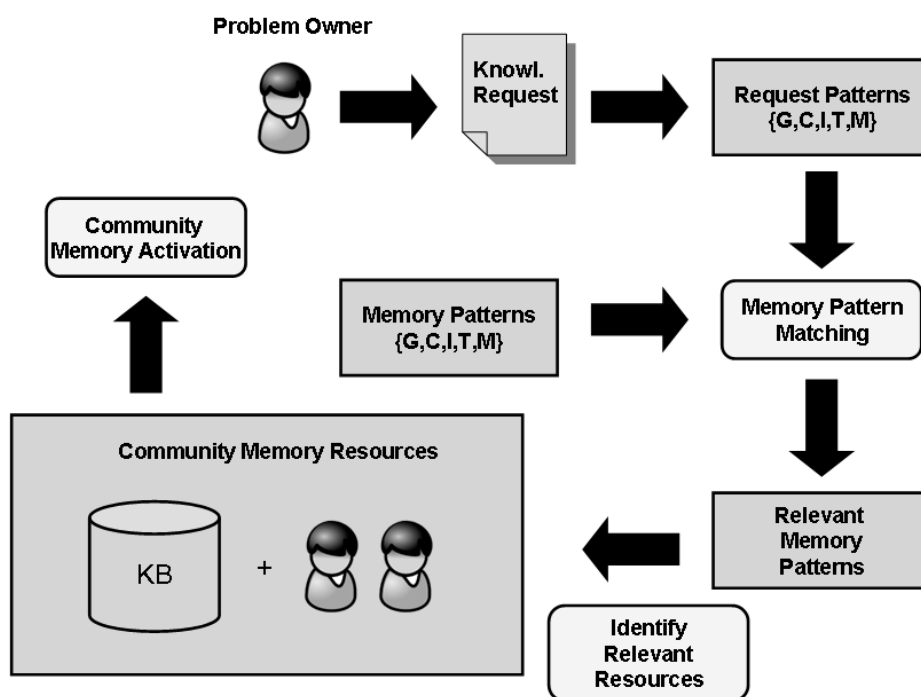 Problem Owner
Knowl.
Request
Request Patterns
{G,C,I,T,M}
Community
Memory Activation
Memory Patterns
{G,C,I,T,M}
Memory Pattern
Matching
Community Memory Resources
KB
+
Relevant
Memory
Patterns
Identify
Relevant
Resources